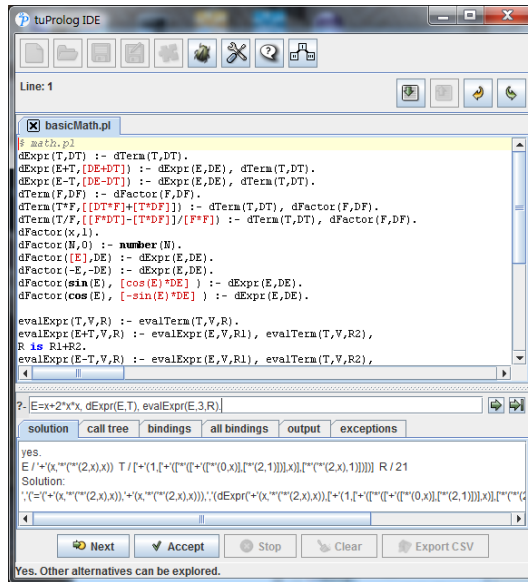 tuProlog IDE
Line: 1
basicMath.pl
% math.pl
dExpr(T,DT) :- dTerm(T,DT).
dExpr(E+T,[DE+DT]) :- dExpr(E,DE), dTerm(T,DT).
dExpr(E-T,[DE-DT]) :- dExpr(E,DE), dTerm(T,DT).
dTerm(F,DF) :- dFactor(F,DF).
dTerm(T*F,[[DT*F]+[T*DF]]) :- dTerm(T,DT), dFactor(F,DF).
dTerm(T/F,[[F*DT]-[T*DF]]/[F*F]) :- dTerm(T,DT), dFactor(F,DF).
dFactor(x,1).
dFactor(N,0) :- number(N).
dFactor([E],DE) :- dExpr(E,DE).
dFactor(-E,-DE) :- dExpr(E,DE).
dFactor(sin(E), [cos(E)*DE] ) :- dExpr(E,DE).
dFactor(cos(E), [-sin(E)*DE] ) :- dExpr(E,DE).
evalExpr(T,V,R) :- evalTerm(T,V,R).
evalExpr(E+T,V,R) :- evalExpr(E,V,R1), evalTerm(T,V,R2),
R is R1+R2.
evalExpr(E-T,V,R) :- evalExpr(E,V,R1), evalTerm(T,V,R2),
?- E=x+2*x*x, dExpr(E,T), evalExpr(E,3,R).
solution call tree bindings all bindings output exceptions
yes.
E / '+'(x,'*'('*'(2,x),x)) T / ['+'(1,['+'(['*'(['+'(['*'(0,x)],['*'(2,1)])],x)],['*'('*'(2,x),1)])])] R / 21
Solution:
','('='('+'(x,'*'('*'(2,x),x)),'+'(x,'*'('*'(2,x),x))),','(dExpr('+'(x,'*'('*'(2,x),x)),['+'(1,['+'(['*'(['+'(['*'(0,x)],['*'(2,1)])],x)],['*'('*'(2
Next Accept Stop Clear Export CSV
Yes. Other alternatives can be explored.